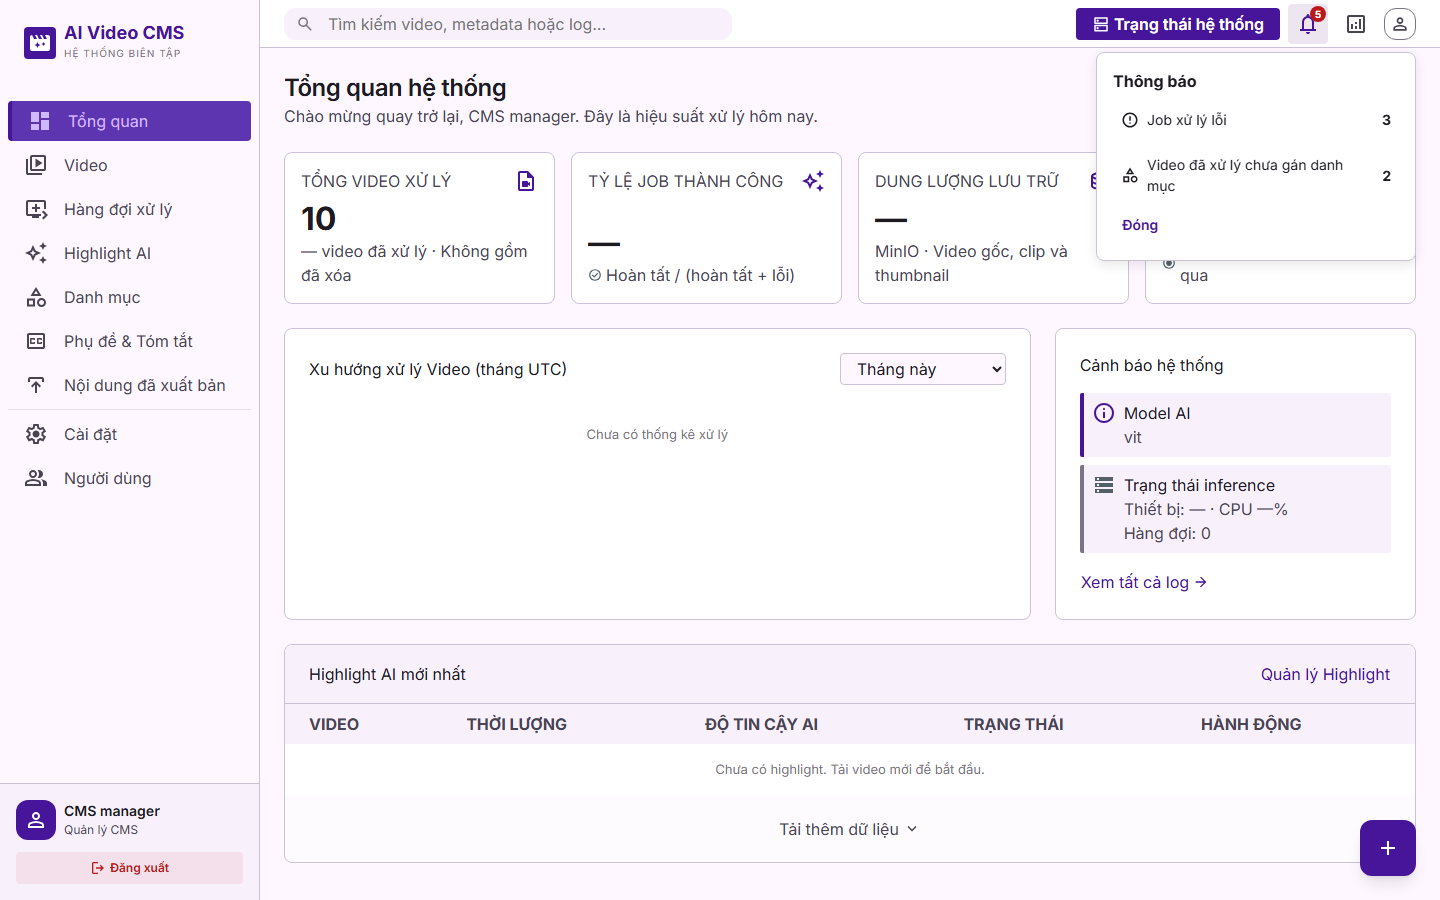 AI Video CMS
HỆ THỐNG BIÊN TẬP
Tổng quan
Video
Hàng đợi xử lý
Highlight AI
Danh mục
Phụ đề & Tóm tắt
Nội dung đã xuất bản
Cài đặt
Người dùng
CMS manager
Quản lý CMS
Đăng xuất
Tìm kiếm video, metadata hoặc log...
Trạng thái hệ thống
5
Thông báo
Job xử lý lỗi 3
Video đã xử lý chưa gán danh
mục 2
Đóng
Tổng quan hệ thống
Chào mừng quay trở lại, CMS manager. Đây là hiệu suất xử lý hôm nay.
TỔNG VIDEO XỬ LÝ
10
— video đã xử lý · Không gồm
đã xóa
TỶ LỆ JOB THÀNH CÔNG
—
Hoàn tất / (hoàn tất + lỗi)
DUNG LƯỢNG LƯU TRỮ
—
MinIO · Video gốc, clip và
thumbnail
qua
Xu hướng xử lý Video (tháng UTC)
Tháng này
Chưa có thống kê xử lý
Cảnh báo hệ thống
Model AI
vit
Trạng thái inference
Thiết bị: — · CPU —%
Hàng đợi: 0
Xem tất cả log →
Highlight AI mới nhất
Quản lý Highlight
VIDEO THỜI LƯỢNG ĐỘ TIN CẬY AI TRẠNG THÁI HÀNH ĐỘNG
Chưa có highlight. Tải video mới để bắt đầu.
Tải thêm dữ liệu